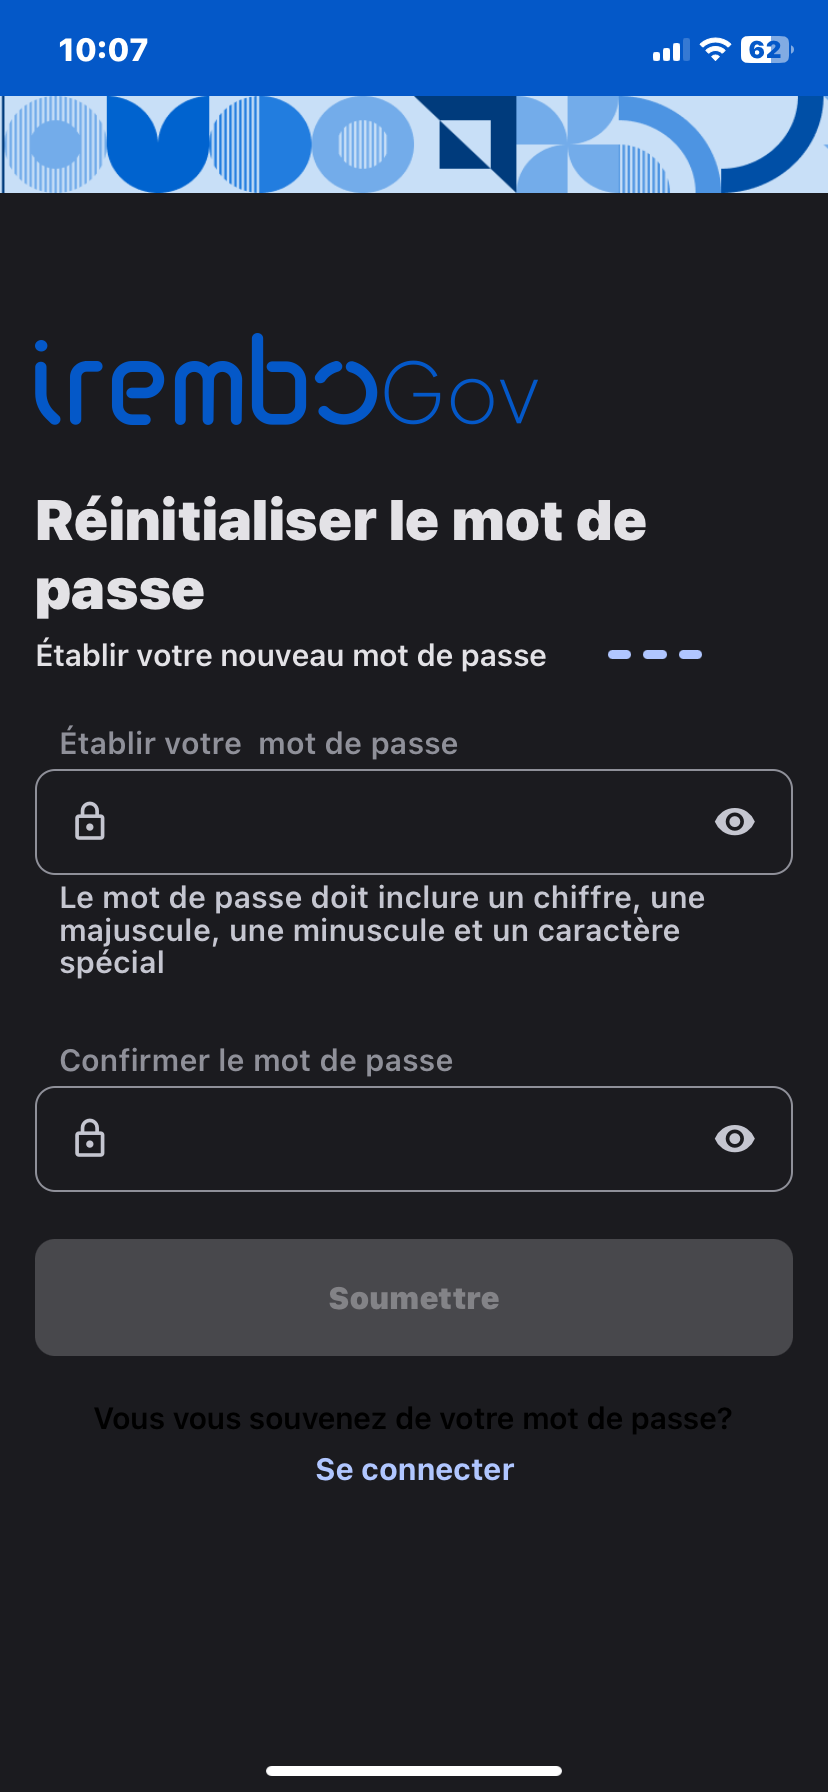 10:07
62
irembo Gov
Réinitialiser le mot de
passe
Établir votre nouveau mot de passe
Établir votre  mot de passe
Le mot de passe doit inclure un chiffre, une
majuscule, une minuscule et un caractère
spécial
Confirmer le mot de passe
Soumettre
Vous vous souvenez de votre mot de passe?
Se connecter